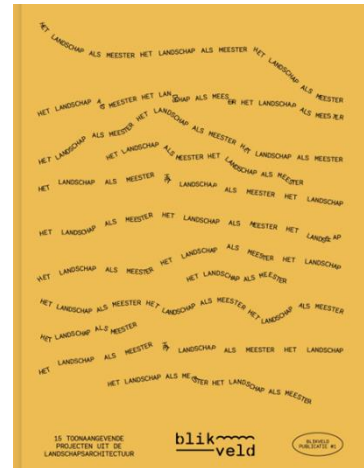 HET LANDSCHAP ALS MEESTER HET LANDSCHAP ALS MEESTER HET LANDSCHAP ALS MEESTER
HET LANDSCHAP ALS MEESTER HET LANDSCHAP ALS MEESTER HET LANDSCHAP ALS MEESTER
HET LANDSCHAP ALS MEESTER HET LANDSCHAP ALS MEESTER HET LANDSCHAP ALS MEESTER
HET LANDSCHAP ALS MEESTER HET LANDSCHAP ALS MEESTER
HET LANDSCHAP ALS MEESTER HET LANDSCHAP ALS MEESTER HET LANDSCHAP
HET LANDSCHAP ALS MEESTER HET LANDSCHAP ALS MEESTER HET LANDSCHAP
HET LANDSCHAP ALS MEESTER HET LANDSCHAP ALS MEESTER HET LANDSCHAP
HET LANDSCHAP ALS MEESTER
HET LANDSCHAP ALS MEESTER HET LANDSCHAP ALS MEESTER HET LANDSCHAP ALS MEESTER
HET LANDSCHAP ALS MEESTER
HET LANDSCHAP ALS MEESTER HET LANDSCHAP ALS MEESTER HET LANDSCHAP
HET LANDSCHAP ALS MEESTER HET LANDSCHAP ALS MEESTER
15 TOONAANGEVENDE
PROJECTEN UIT DE
LANDSCHAPSARCHITECTUUR
blik
veld
BLIKVELD
PUBLICATIE #1